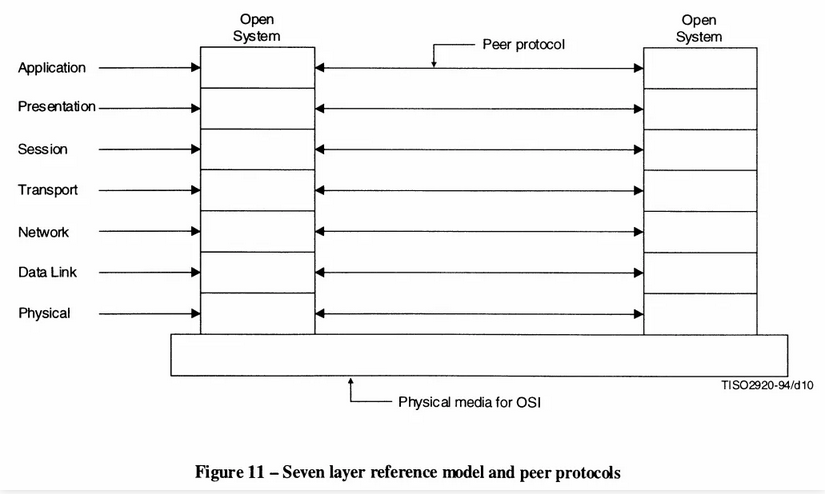 Open
System
Open
System
Peer protocol
Application
Presentation
Session
Transport
Network
Data Link
Physical
TISO2920-94/d10
Physical media for OSI
Figure 11 – Seven layer reference model and peer protocols